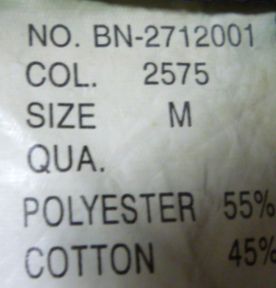 NO. BN-2712001
COL. 2575
SIZE M
QUA.
POLYESTER 55%
COTTON 45%